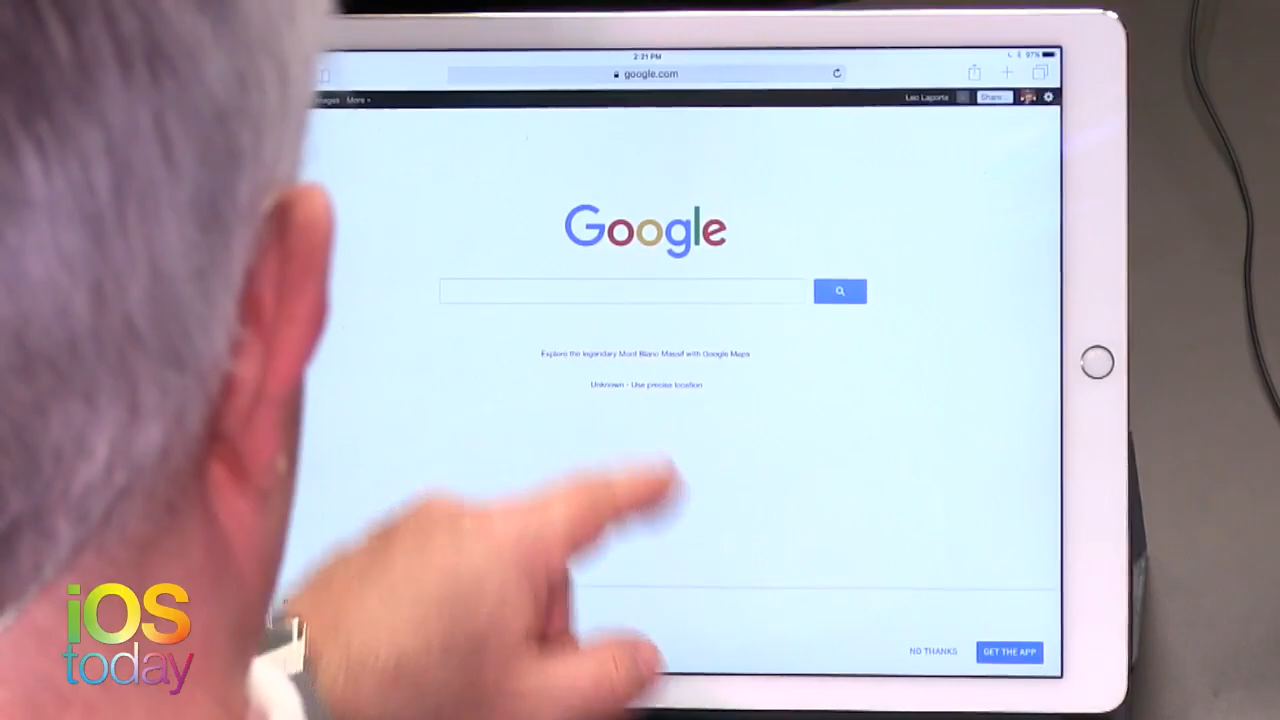 2:21 PM
97%
google.com
More
Leo Laporte
Share
Google
Explore the legendary Mont Blanc Massif with Google Maps
Unknown - Use precise location
NO THANKS
GET THE APP
iOS
today